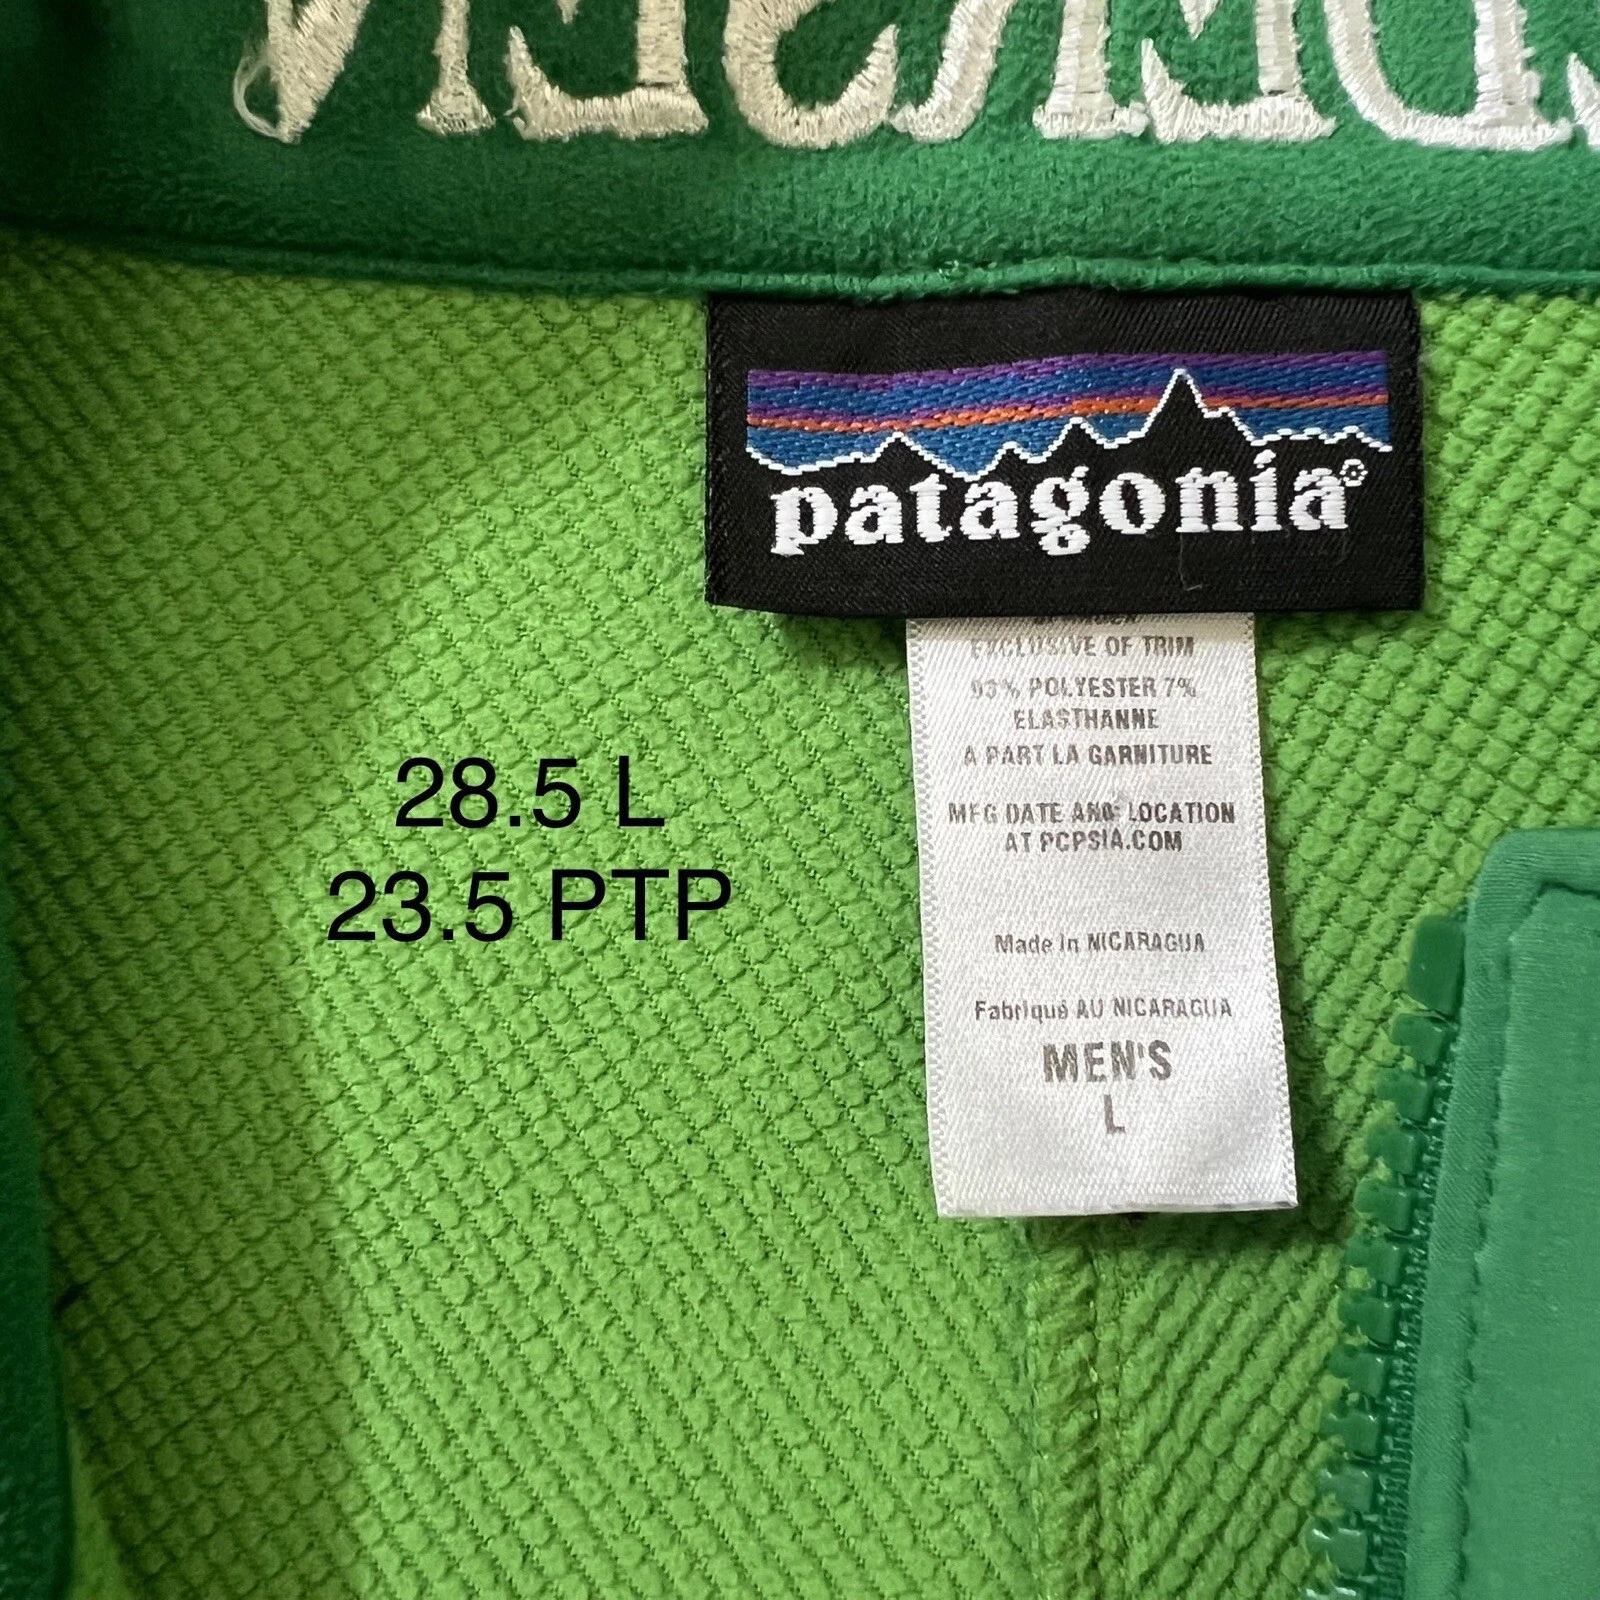 patagonia®
EXCLUSIVE OF TRIM
93% POLYESTER 7%
ELASTHANNE
A PART LA GARNITURE
MFG DATE AND LOCATION
AT PCPSIA.COM
Made in NICARAGUA
Fabriqué AU NICARAGUA
MEN'S
L
28.5 L
23.5 PTP